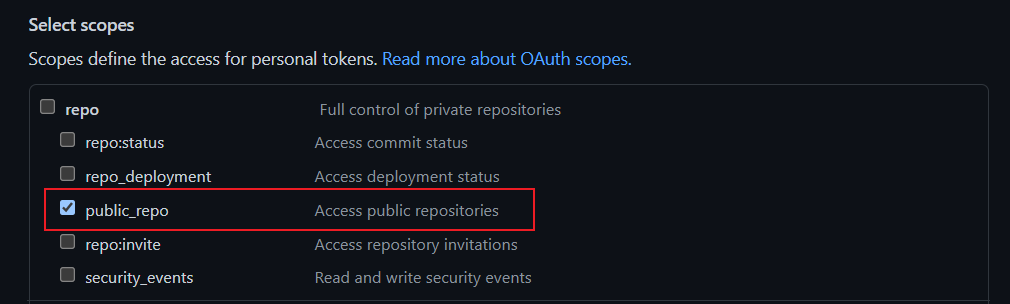 Select scopes
Scopes define the access for personal tokens. Read more about OAuth scopes.
repo Full control of private repositories
repo:status Access commit status
repo_deployment Access deployment status
public_repo Access public repositories
repo:invite Access repository invitations
security_events Read and write security events